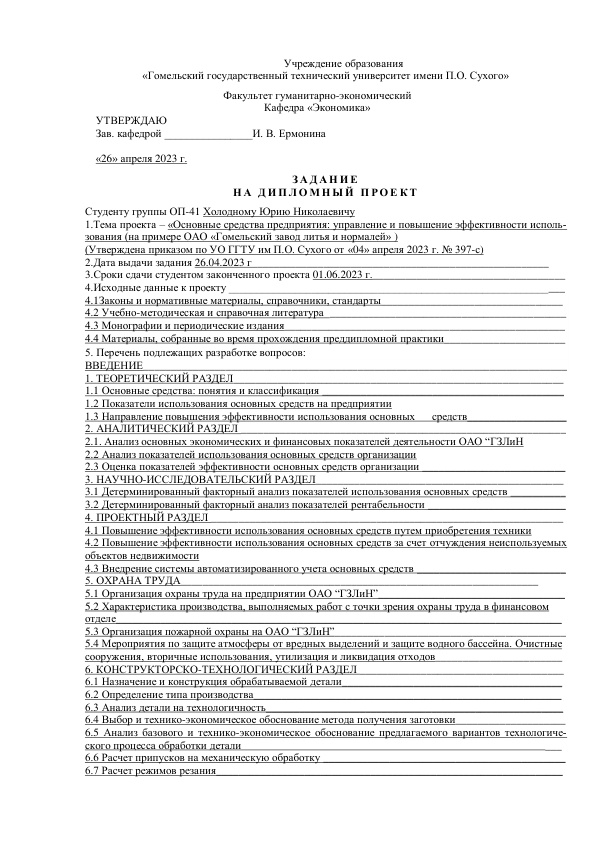 Учреждение образования
«Гомельский государственный технический университет имени П.О. Сухого»
Факультет гуманитарно-экономический
Кафедра «Экономика»
УТВЕРЖДАЮ
Зав. кафедрой ________________И. В. Ермонина
«26» апреля 2023 г.
ЗАДАНИЕ
НА ДИПЛОМНЫЙ ПРОЕКТ
Студенту группы ОП-41 Холодному Юрию Николаевичу
1.Тема проекта – «Основные средства предприятия: управление и повышение эффективности исполь-
зования (на примере ОАО «Гомельский завод литья и нормалей» )
(Утверждена приказом по УО ГГТУ им П.О. Сухого от «04» апреля 2023 г. № 397-с)
2.Дата выдачи задания 26.04.2023 г
3.Сроки сдачи студентом законченного проекта 01.06.2023 г.
4.Исходные данные к проекту
4.1Законы и нормативные материалы, справочники, стандарты
4.2 Учебно-методическая и справочная литература
4.3 Монографии и периодические издания
4.4 Материалы, собранные во время прохождения преддипломной практики
5. Перечень подлежащих разработке вопросов:
ВВЕДЕНИЕ
1. ТЕОРЕТИЧЕСКИЙ РАЗДЕЛ
1.1 Основные средства: понятия и классификация
1.2 Показатели использования основных средств на предприятии
1.3 Направление повышения эффективности использования основных средств
2. АНАЛИТИЧЕСКИЙ РАЗДЕЛ
2.1. Анализ основных экономических и финансовых показателей деятельности ОАО “ГЗЛиН
2.2 Анализ показателей использования основных средств организации
2.3 Оценка показателей эффективности основных средств организации
3. НАУЧНО-ИССЛЕДОВАТЕЛЬСКИЙ РАЗДЕЛ
3.1 Детерминированный факторный анализ показателей использования основных средств
3.2 Детерминированный факторный анализ показателей рентабельности
4. ПРОЕКТНЫЙ РАЗДЕЛ
4.1 Повышение эффективности использования основных средств путем приобретения техники
4.2 Повышение эффективности использования основных средств за счет отчуждения неиспользуемых
объектов недвижимости
4.3 Внедрение системы автоматизированного учета основных средств
5. ОХРАНА ТРУДА
5.1 Организация охраны труда на предприятии ОАО “ГЗЛиН”
5.2 Характеристика производства, выполняемых работ с точки зрения охраны труда в финансовом
отделе
5.3 Организация пожарной охраны на ОАО “ГЗЛиН”
5.4 Мероприятия по защите атмосферы от вредных выделений и защите водного бассейна. Очистные
сооружения, вторичные использования, утилизация и ликвидация отходов
6. КОНСТРУКТОРСКО-ТЕХНОЛОГИЧЕСКИЙ РАЗДЕЛ
6.1 Назначение и конструкция обрабатываемой детали
6.2 Определение типа производства
6.3 Анализ детали на технологичность
6.4 Выбор и технико-экономическое обоснование метода получения заготовки
6.5 Анализ базового и технико-экономическое обоснование предлагаемого вариантов технологиче-
ского процесса обработки детали
6.6 Расчет припусков на механическую обработку
6.7 Расчет режимов резания